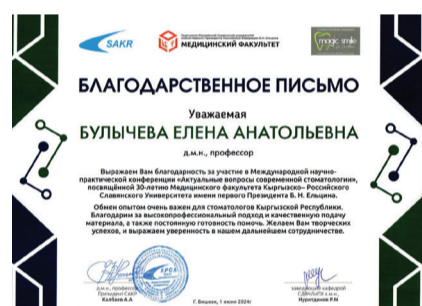 SAKR
МЕДИЦИНСКИЙ ФАКУЛЬТЕТ
magic smile
БЛАГОДАРСТВЕННОЕ ПИСЬМО
Уважаемая
БУЛЫЧЕВА ЕЛЕНА АНАТОЛЬЕВНА
д.м.н., профессор
Выражаем Вам благодарность за участие в Международной научно-
практической конференции «Актуальные вопросы современной стоматологии»,
посвящённой 30-летию Медицинского факультета Кыргызско– Российского
Славянского Университета имени первого Президента Б. Н. Ельцина.
Обмен опытом очень важен для стоматологов Кыргызской Республики.
Благодарим за высокопрофессиональный подход и качественную подачу
материала, а также постоянную готовность помочь. Желаем Вам творческих
успехов, и выражаем уверенность в нашем дальнейшем сотрудничестве.
д.м.н., профессор
Президент САКР
Калбаев А.А
заведующий кафедрой
Нуритдинов Р.М
Г. Бишкек, 1 июня 2024г